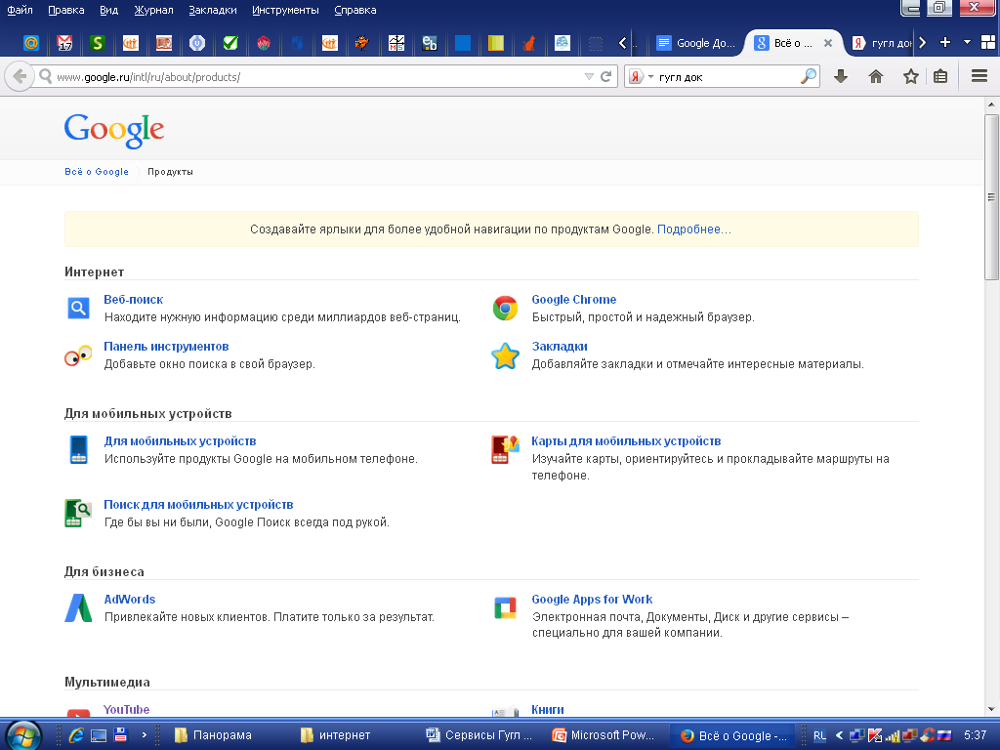 Файл Правка Вид Журнал Закладки Инструменты Справка
17 S Google До... Всё о ... гугл до
www.google.ru/intl/ru/about/products/ гугл док
Google
Всё о Google Продукты
Создавайте ярлыки для более удобной навигации по продуктам Google. Подробнее…
Интернет
Веб-поиск
Находите нужную информацию среди миллиардов веб-страниц.
Google Chrome
Быстрый, простой и надежный браузер.
Панель инструментов
Добавьте окно поиска в свой браузер.
Закладки
Добавляйте закладки и отмечайте интересные материалы.
Для мобильных устройств
Для мобильных устройств
Используйте продукты Google на мобильном телефоне.
Карты для мобильных устройств
Изучайте карты, ориентируйтесь и прокладывайте маршруты на
телефоне.
Поиск для мобильных устройств
Где бы вы ни были, Google Поиск всегда под рукой.
Для бизнеса
AdWords
Привлекайте новых клиентов. Платите только за результат.
Google Apps for Work
Электронная почта, Документы, Диск и другие сервисы –
специально для вашей компании.
Мультимедиа
YouTube
Книги
Панорама интернет Сервисы Гугл ... Microsoft Pow... Всё о Google -... RL 5:37